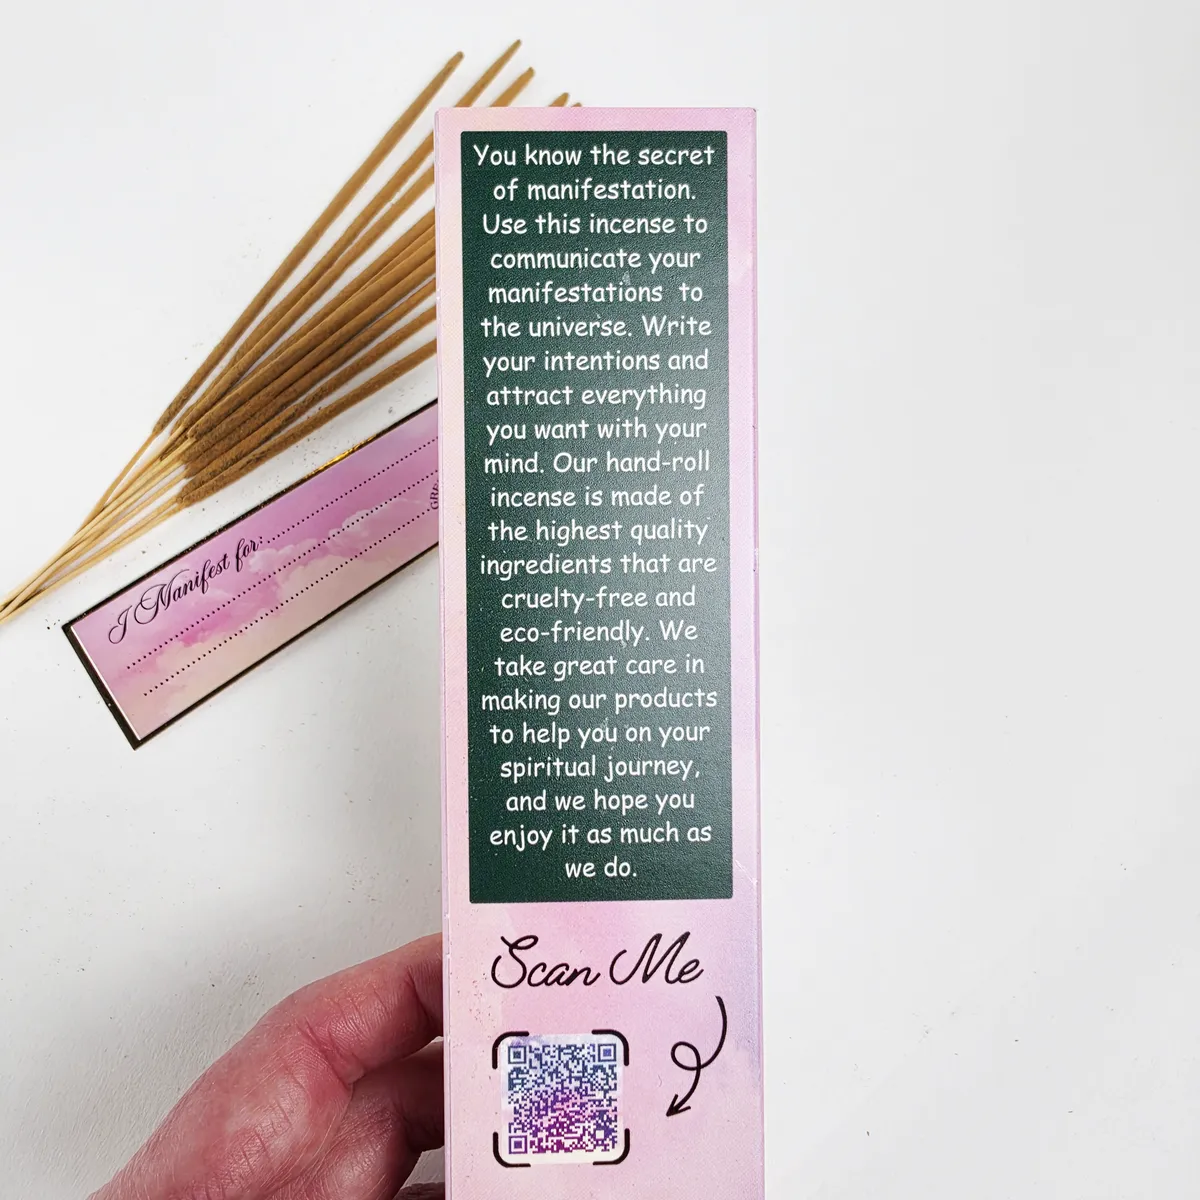 You know the secret
of manifestation.
Use this incense to
communicate your
manifestations to
the universe. Write
your intentions and
attract everything
you want with your
mind. Our hand-roll
incense is made of
the highest quality
ingredients that are
cruelty-free and
eco-friendly. We
take great care in
making our products
to help you on your
spiritual journey,
and we hope you
enjoy it as much as
we do.
Scan Me
I Manifest for: